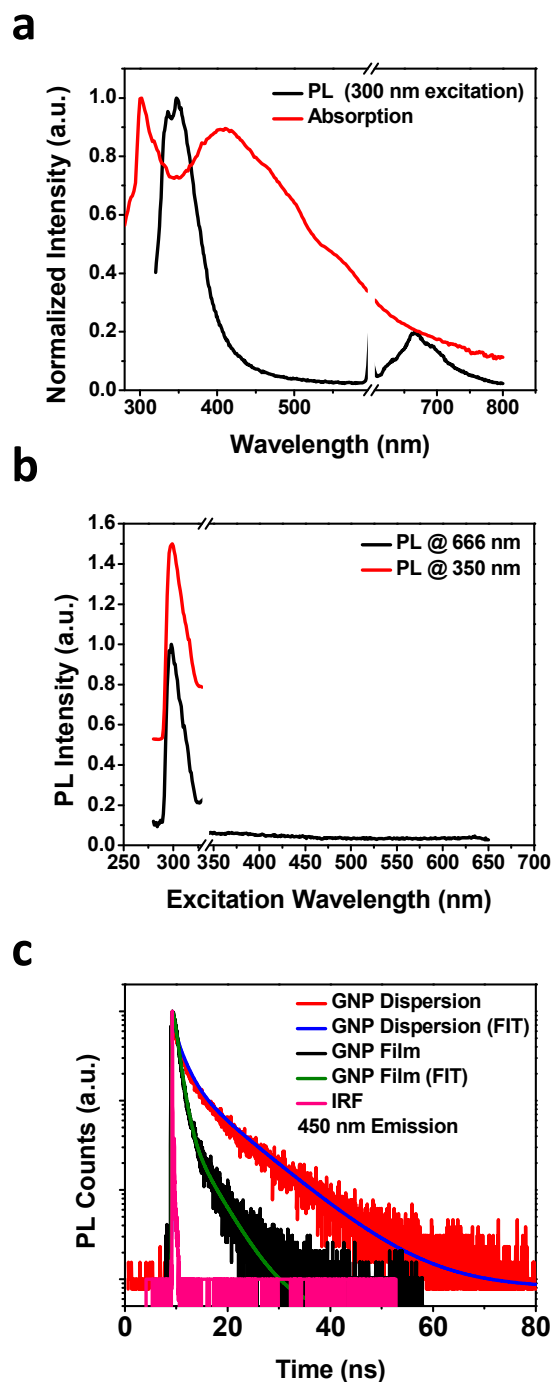 a
PL (300 nm excitation)
Absorption
Normalized Intensity (a.u.)
1.0
0.8
0.6
0.4
0.2
0.0
300 400 500 700 800
Wavelength (nm)
b
PL @ 666 nm
PL @ 350 nm
PL Intensity (a.u.)
1.6
1.4
1.2
1.0
0.8
0.6
0.4
0.2
0.0
250 300 350 400 450 500 550 600 650 700
Excitation Wavelength (nm)
c
GNP Dispersion
GNP Dispersion (FIT)
GNP Film
GNP Film (FIT)
IRF
450 nm Emission
PL Counts (a.u.)
0 20 40 60 80
Time (ns)